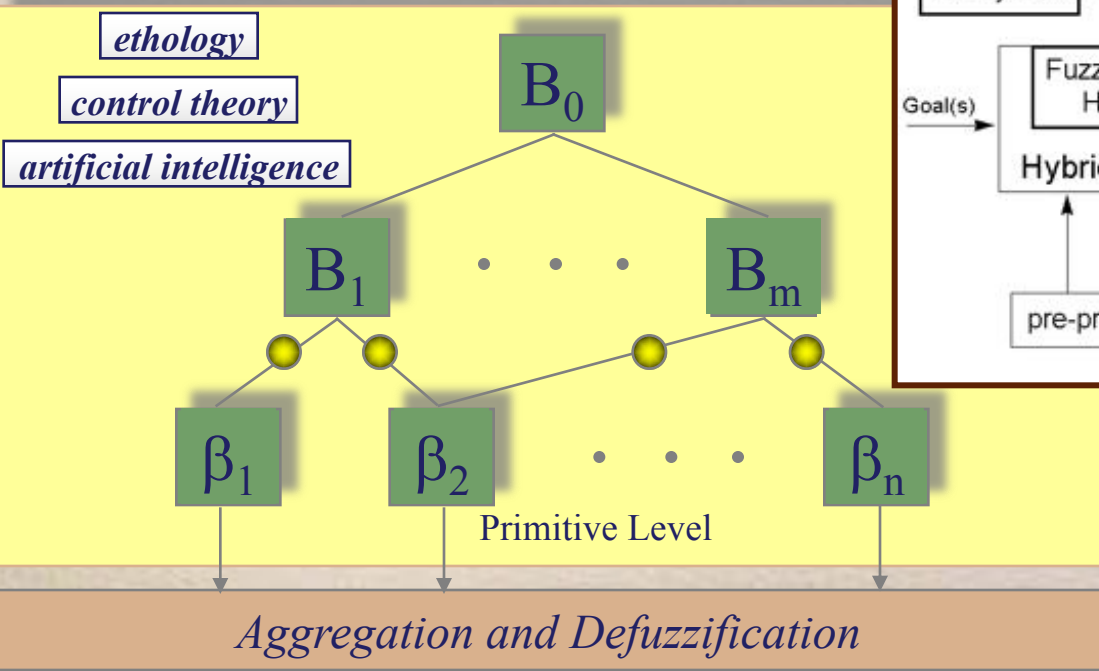 ethology
control theory
artificial intelligence
B₀
B₁
Bₘ
β₁
β₂
βₙ
Primitive Level
Aggregation and Defuzzification
Goal(s)
Fuzz
H
Hybri
pre-pr